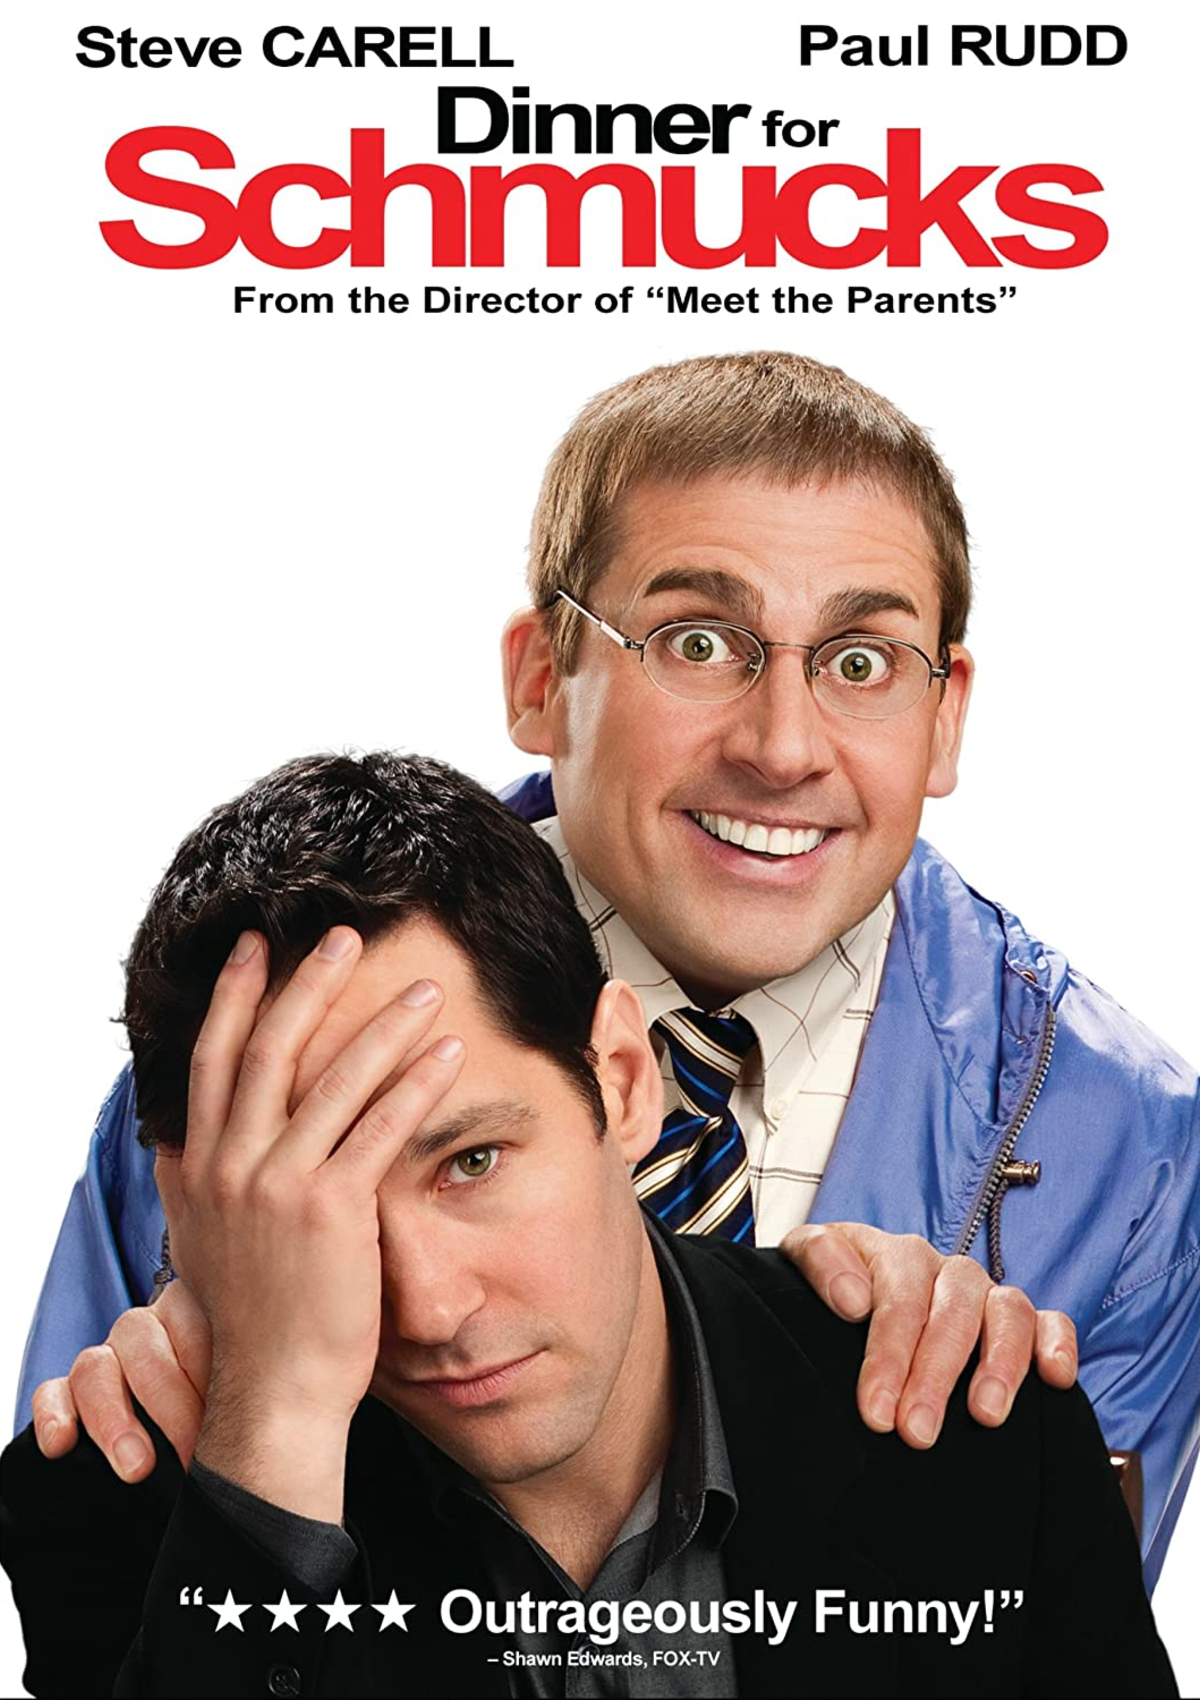 Steve CARELL Paul RUDD
Dinner for
Schmucks
From the Director of “Meet the Parents”
“★★★★ Outrageously Funny!”
– Shawn Edwards, FOX-TV